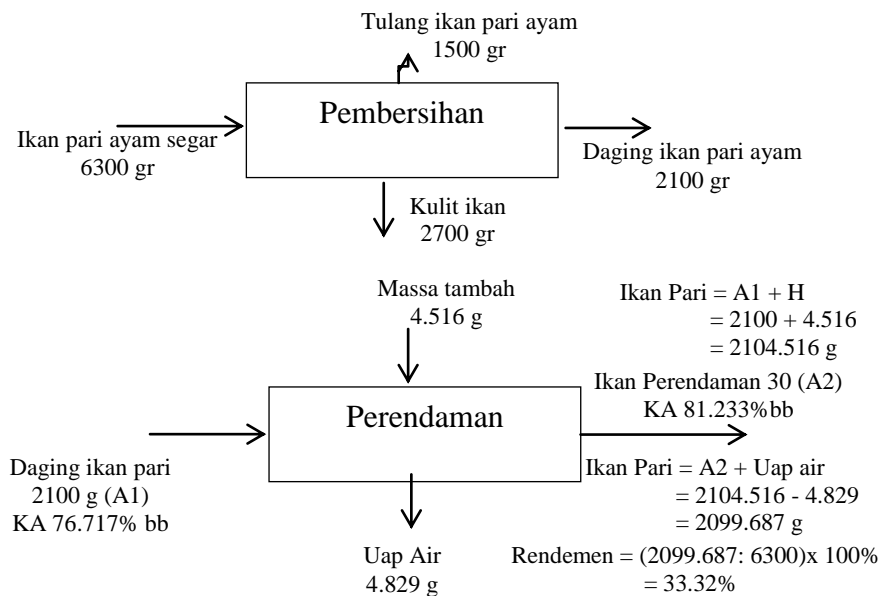 Tulang ikan pari ayam
1500 gr
Pembersihan
Ikan pari ayam segar
6300 gr
Daging ikan pari ayam
2100 gr
Kulit ikan
2700 gr
Massa tambah
4.516 g
Ikan Pari = A1 + H
= 2100 + 4.516
= 2104.516 g
Ikan Perendaman 30 (A2)
KA 81.233%bb
Perendaman
Daging ikan pari
2100 g (A1)
KA 76.717% bb
Ikan Pari = A2 + Uap air
= 2104.516 - 4.829
= 2099.687 g
Uap Air
4.829 g
Rendemen = (2099.687: 6300)x 100%
= 33.32%